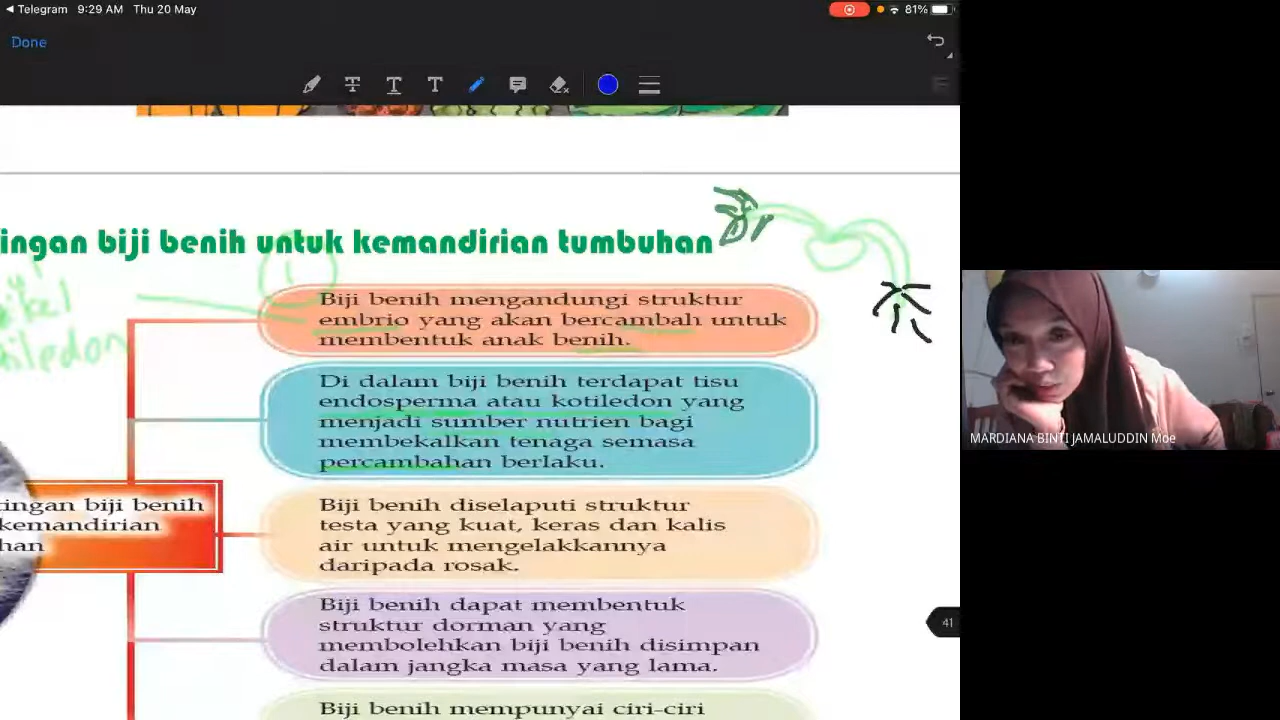 Telegram 9:29 AM Thu 20 May 81%
Done
T T T
ingan biji benih untuk kemandirian tumbuhan
1
Biji benih mengandungi struktur
embrio yang akan bercambah untuk
membentuk anak benih.
Di dalam biji benih terdapat tisu
endosperma atau kotiledon yang
menjadi sumber nutrien bagi
membekalkan tenaga semasa
percambahan berlaku.
tingan biji benih
kemandirian
han
Biji benih diselaputi struktur
testa yang kuat, keras dan kalis
air untuk mengelakkannya
daripada rosak.
Biji benih dapat membentuk
struktur dorman yang
membolehkan biji benih disimpan
dalam jangka masa yang lama.
Biji benih mempunyai ciri-ciri
41
MARDIANA BINTI JAMALUDDIN Moe